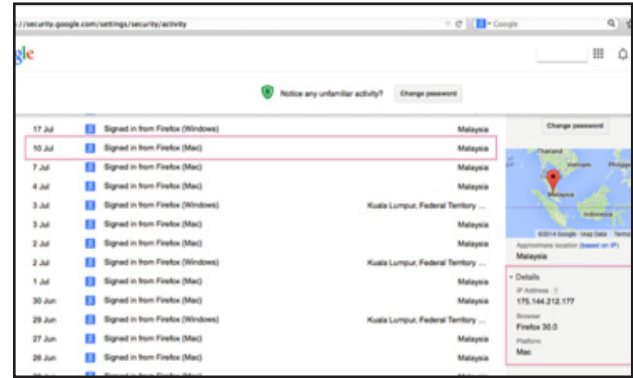 ://security.google.com/settings/security/activity
Google
gle
Notice any unfamiliar activity?
Change password
17 Jul Signed in from Firefox (Windows) Malaysia
10 Jul Signed in from Firefox (Mac) Malaysia
7 Jul Signed in from Firefox (Mac) Malaysia
4 Jul Signed in from Firefox (Mac) Malaysia
3 Jul Signed in from Firefox (Windows) Kuala Lumpur, Federal Territory ...
3 Jul Signed in from Firefox (Mac) Malaysia
2 Jul Signed in from Firefox (Mac) Malaysia
2 Jul Signed in from Firefox (Windows) Kuala Lumpur, Federal Territory ...
1 Jul Signed in from Firefox (Mac) Malaysia
30 Jun Signed in from Firefox (Mac) Malaysia
29 Jun Signed in from Firefox (Windows) Kuala Lumpur, Federal Territory ...
27 Jun Signed in from Firefox (Mac) Malaysia
26 Jun Signed in from Firefox (Mac) Malaysia
Change password
Thailand
Vietnam
Philipp
Malaysia
Indonesia
©2014 Google - Map Data Terms
Approximate location (based on IP)
Malaysia
Details
IP Address ?
175.144.212.177
Browser
Firefox 30.0
Platform
Mac